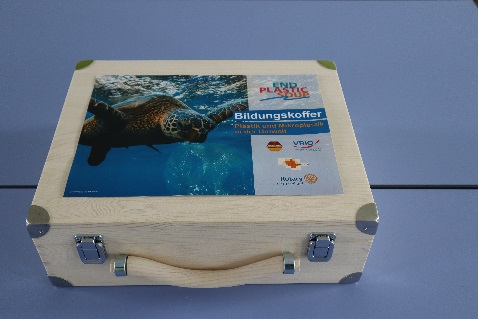 END
PLASTIC
SOUP
Bildungskoffer
Plastik und Mikroplastik
in der Umwelt
VRIO
Rotary